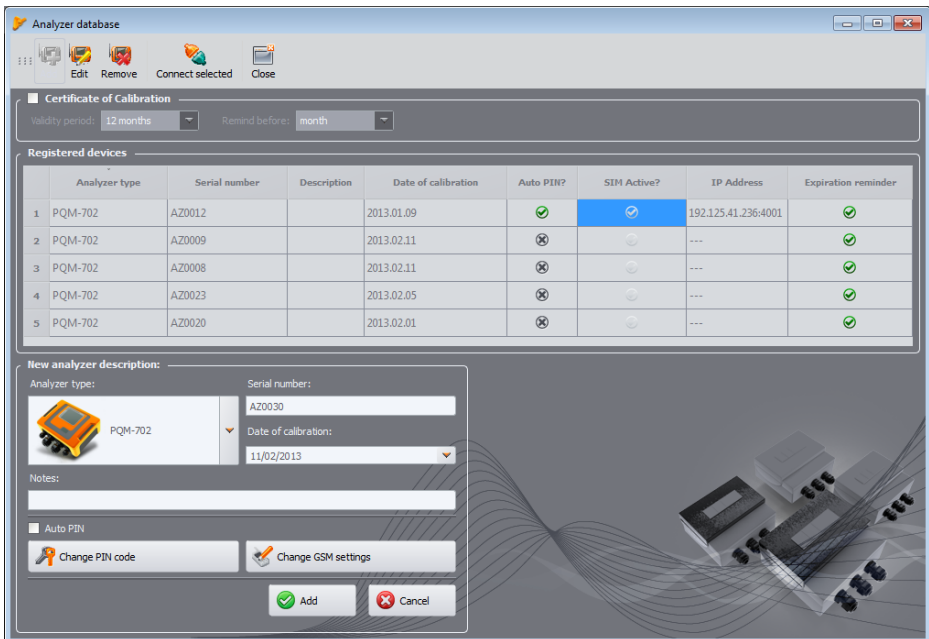 Analyzer database
Edit Remove Connect selected Close
Certificate of Calibration
Validity period: 12 months Remind before: month
Registered devices
Analyzer type Serial number Description Date of calibration Auto PIN? SIM Active? IP Address Expiration reminder
1 PQM-702 AZ0012 2013.01.09 192.125.41.236:4001
2 PQM-702 AZ0009 2013.02.11 ---
3 PQM-702 AZ0008 2013.02.11 ---
4 PQM-702 AZ0023 2013.02.05 ---
5 PQM-702 AZ0020 2013.02.01 ---
New analyzer description:
Analyzer type: Serial number:
AZ0030
PQM-702 Date of calibration:
11/02/2013
Notes:
Auto PIN
Change PIN code Change GSM settings
Add Cancel